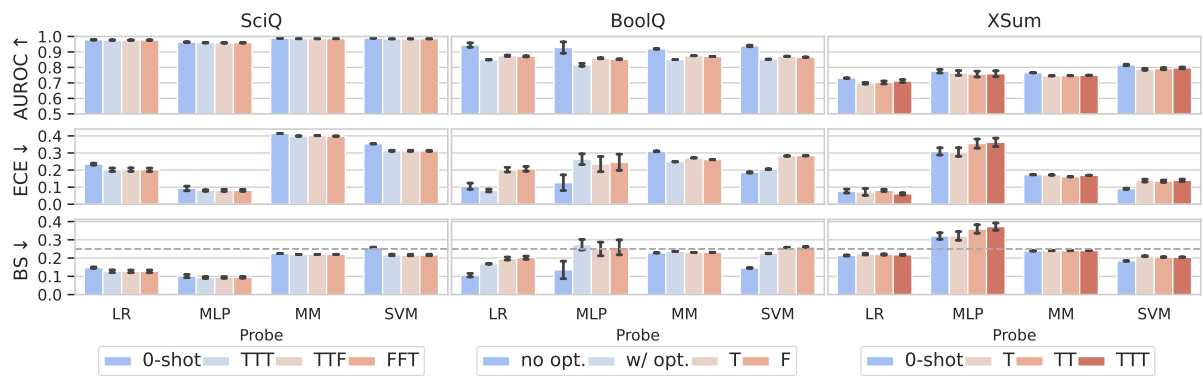 SciQ BoolQ XSum
AUROC ↑
1.0
0.9
0.8
0.7
0.6
0.5
ECE ↓
0.4
0.3
0.2
0.1
0.0
BS ↓
0.4
0.3
0.2
0.1
0.0
LR MLP MM SVM LR MLP MM SVM LR MLP MM SVM
Probe Probe Probe
0-shot TTT TTF FFT no opt. w/ opt. T F 0-shot T TT TTT